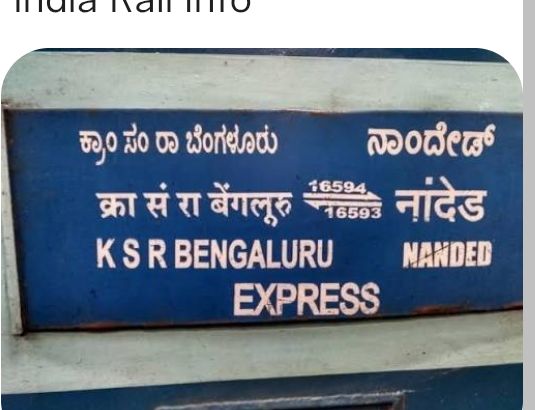 India Rail Info
ಕ್ರಾಂ ಸಂ ರಾ ಬೆಂಗಳೂರು ನಾಂದೇಡ್
क्रा सं रा बेंगलूरु 16594 16593 नांदेड
K S R BENGALURU NANDED
EXPRESS